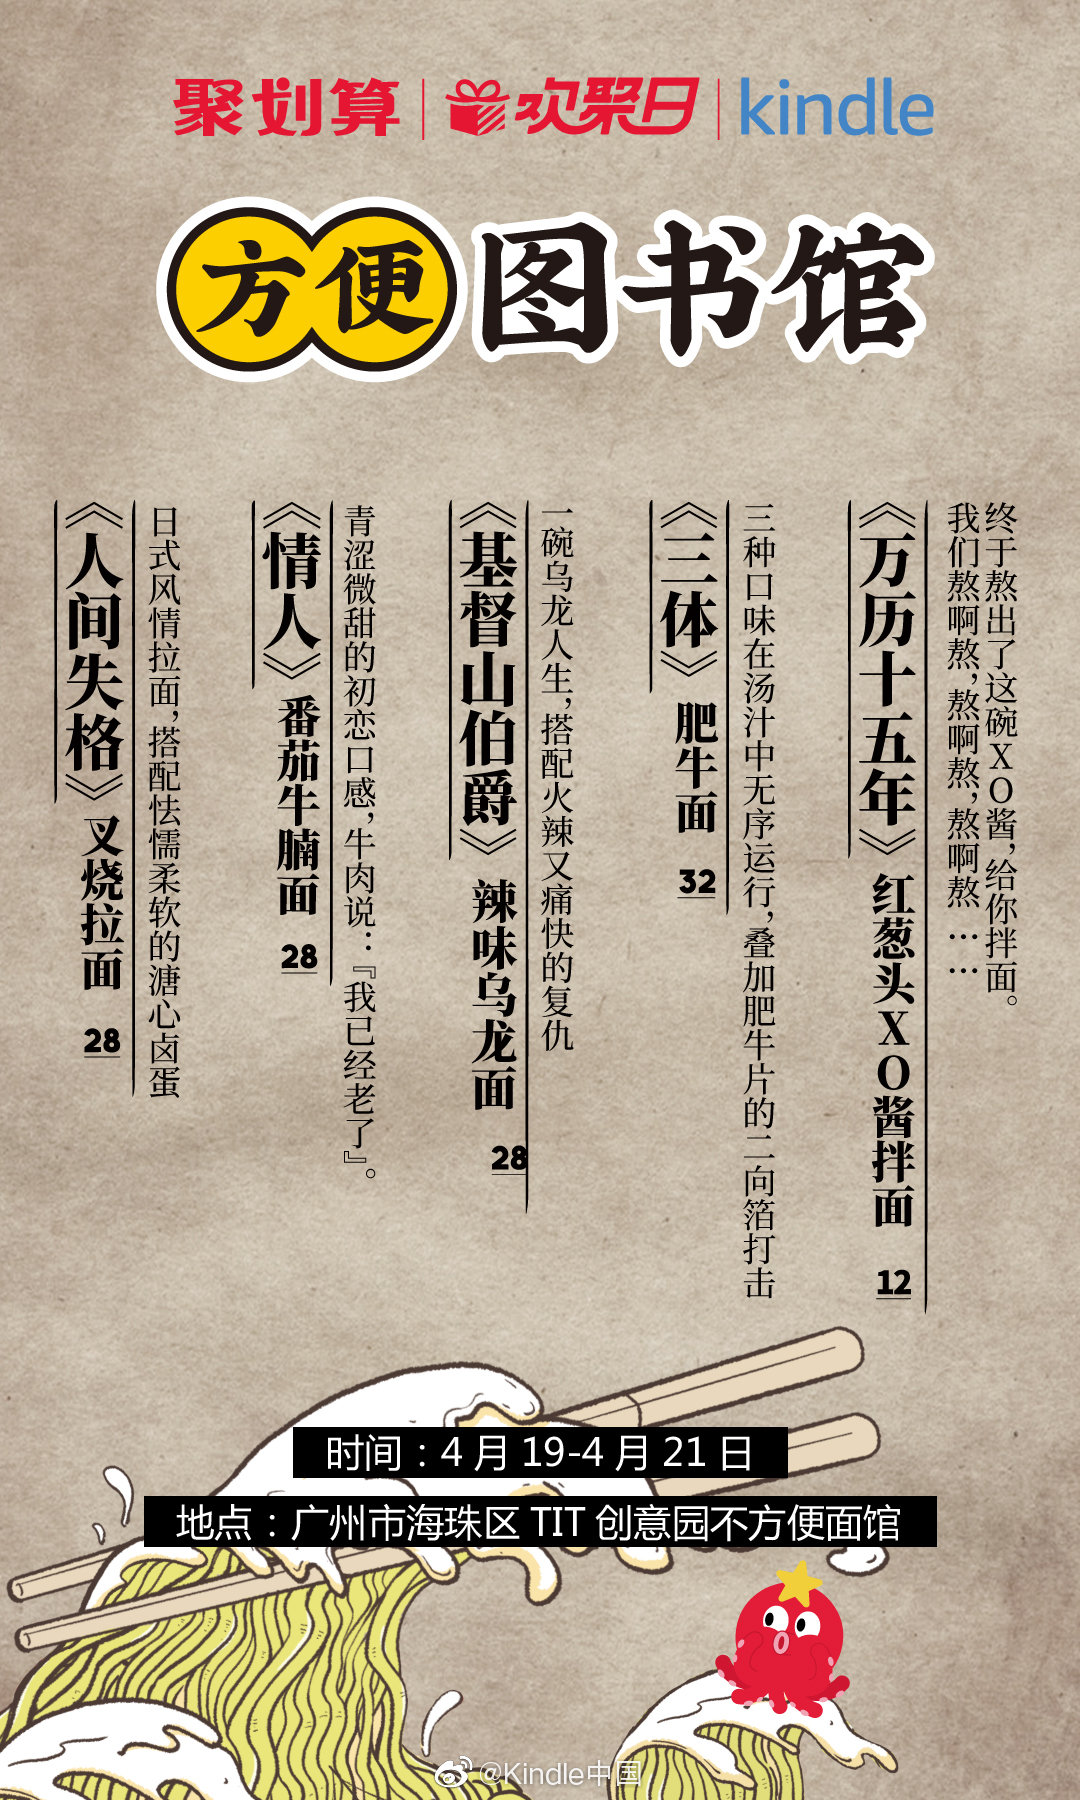 聚划算 欢聚日 kindle
方便图书馆
终于熬出了这碗XO酱，给你拌面。
我们熬啊熬，熬啊熬，熬啊熬……
《万历十五年》红葱头XO酱拌面 12
三种口味在汤汁中无序运行，叠加肥牛片的二向箔打击
《三体》肥牛面 32
一碗乌龙人生，搭配火辣又痛快的复仇
《基督山伯爵》辣味乌龙面 28
青涩微甜的初恋口感，牛肉说：『我已经老了』。
《情人》番茄牛腩面 28
日式风情拉面，搭配怯懦柔软的溏心卤蛋
《人间失格》叉烧拉面 28
时间：4月19-4月21日
地点：广州市海珠区TIT创意园不方便面馆
@Kindle中国